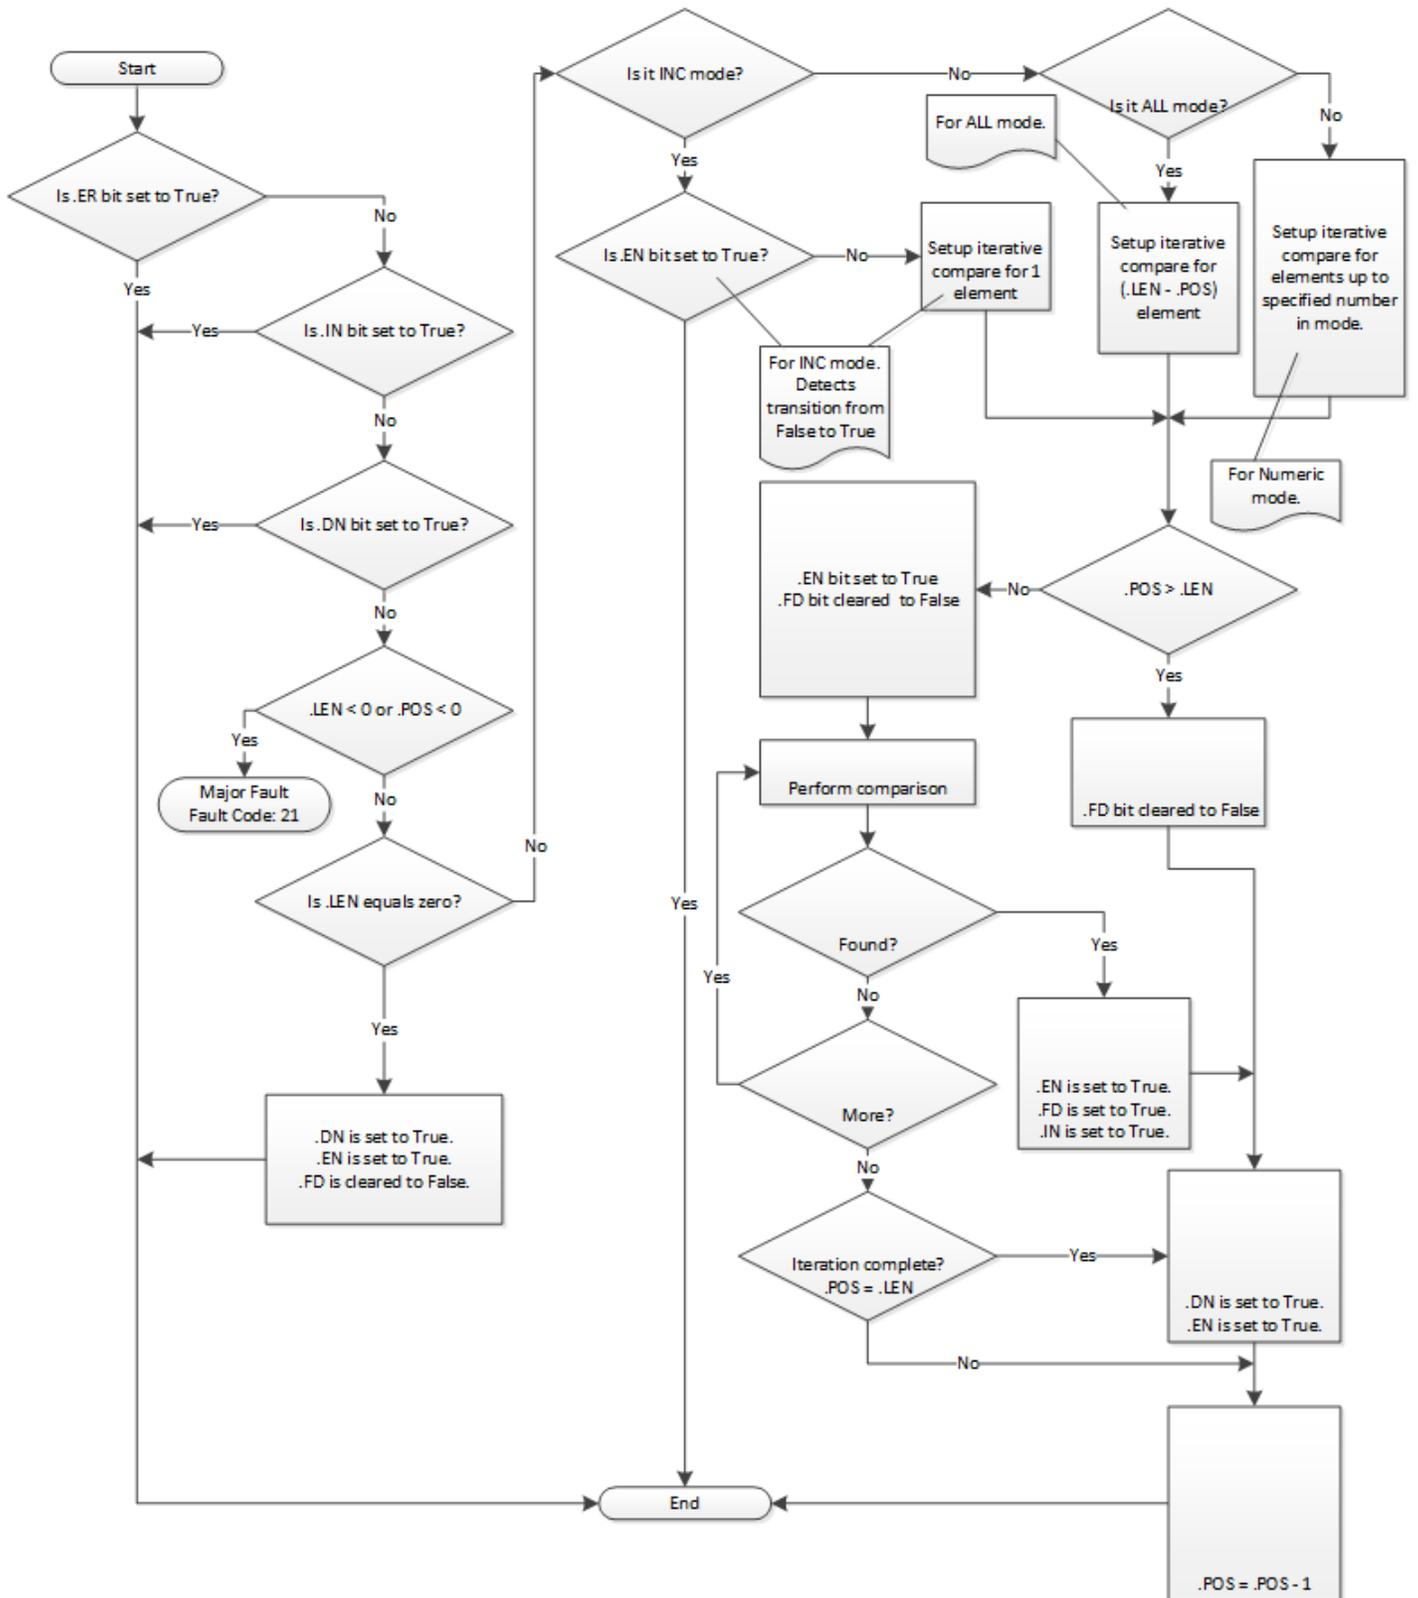 Start
Is .ER bit set to True?
No
Yes
Is .IN bit set to True?
Yes
No
Is .DN bit set to True?
Yes
No
.LEN < 0 or .POS < 0
Yes
Major Fault
Fault Code: 21
No
Is .LEN equals zero?
No
Yes
.DN is set to True.
.EN is set to True.
.FD is cleared to False.
Is it INC mode?
No
Yes
Is it ALL mode?
No
Yes
For ALL mode.
Is .EN bit set to True?
No
Yes
Setup iterative
compare for 1
element
For INC mode.
Detects
transition from
False to True
Setup iterative
compare for
(.LEN - .POS)
element
Setup iterative
compare for
elements up to
specified number
in mode.
For Numeric
mode.
.POS > .LEN
No
Yes
.EN bit set to True
.FD bit cleared  to False
.FD bit cleared to False
Perform comparison
Found?
Yes
No
.EN is set to True.
.FD is set to True.
.IN is set to True.
More?
Yes
No
Iteration complete?
.POS = .LEN
Yes
No
.DN is set to True.
.EN is set to True.
.POS = .POS - 1
End